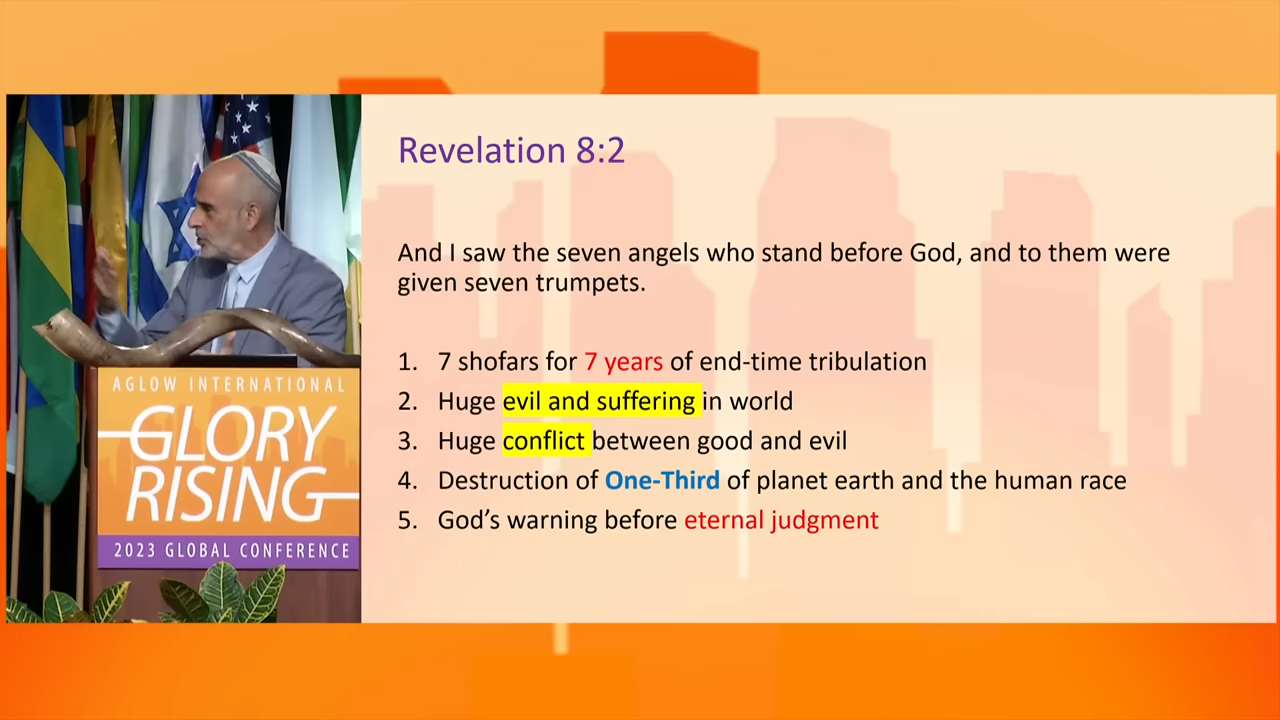 Revelation 8:2
And I saw the seven angels who stand before God, and to them were
given seven trumpets.
1. 7 shofars for 7 years of end-time tribulation
2. Huge evil and suffering in world
3. Huge conflict between good and evil
4. Destruction of One-Third of planet earth and the human race
5. God’s warning before eternal judgment
AGLOW INTERNATIONAL
GLORY
RISING
2023 GLOBAL CONFERENCE